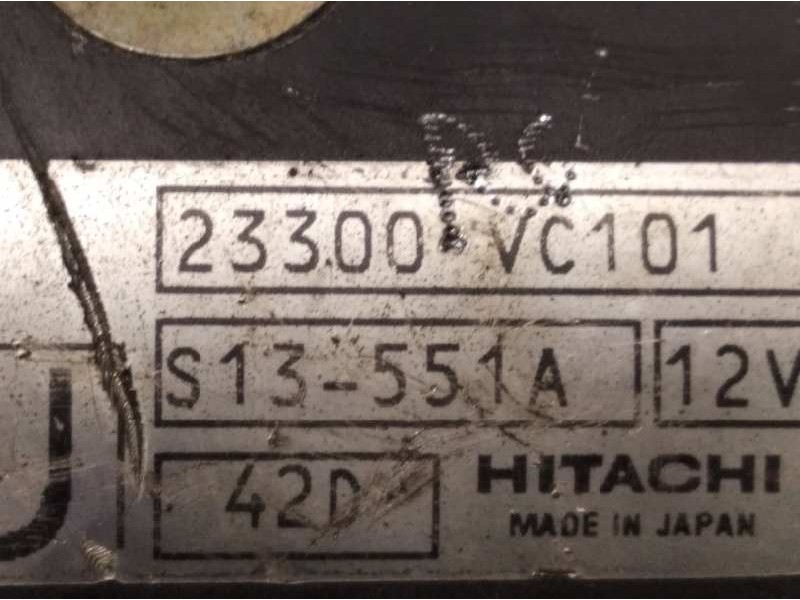 23300 VC101
S13-551A 12V
42D HITACHI
MADE IN JAPAN